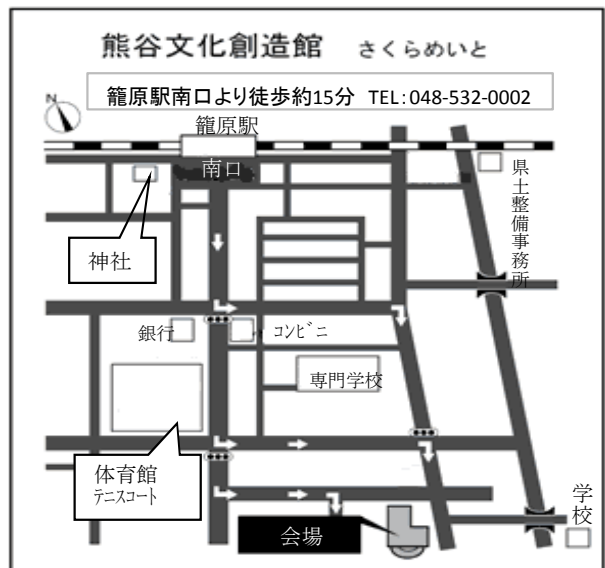 熊谷文化創造館 さくらめいと
籠原駅南口より徒歩約15分 TEL:048-532-0002
N
籠原駅
南口
県土整備事務所
神社
銀行
コンビニ
専門学校
体育館
テニスコート
学校
会場